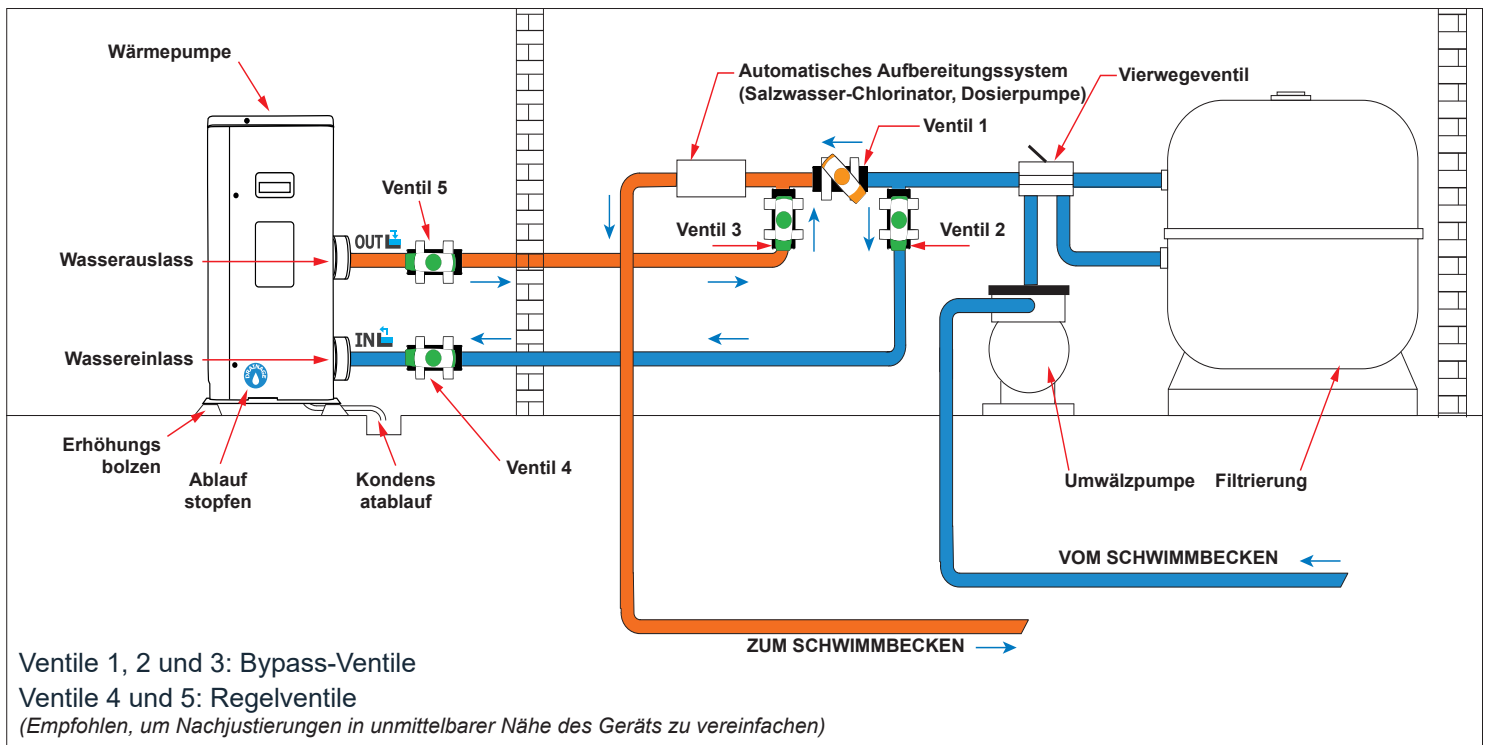 Wärmepumpe
Automatisches Aufbereitungssystem
(Salzwasser-Chlorinator, Dosierpumpe)
Vierwegeventil
Ventil 1
Ventil 5
Ventil 3
Ventil 2
OUT
Wasserauslass
IN
Wassereinlass
DRAINAGE
Erhöhungs
bolzen
Ablauf
stopfen
Kondens
atablauf
Ventil 4
Umwälzpumpe
Filtrierung
VOM SCHWIMMBECKEN
ZUM SCHWIMMBECKEN
Ventile 1, 2 und 3: Bypass-Ventile
Ventile 4 und 5: Regelventile
(Empfohlen, um Nachjustierungen in unmittelbarer Nähe des Geräts zu vereinfachen)